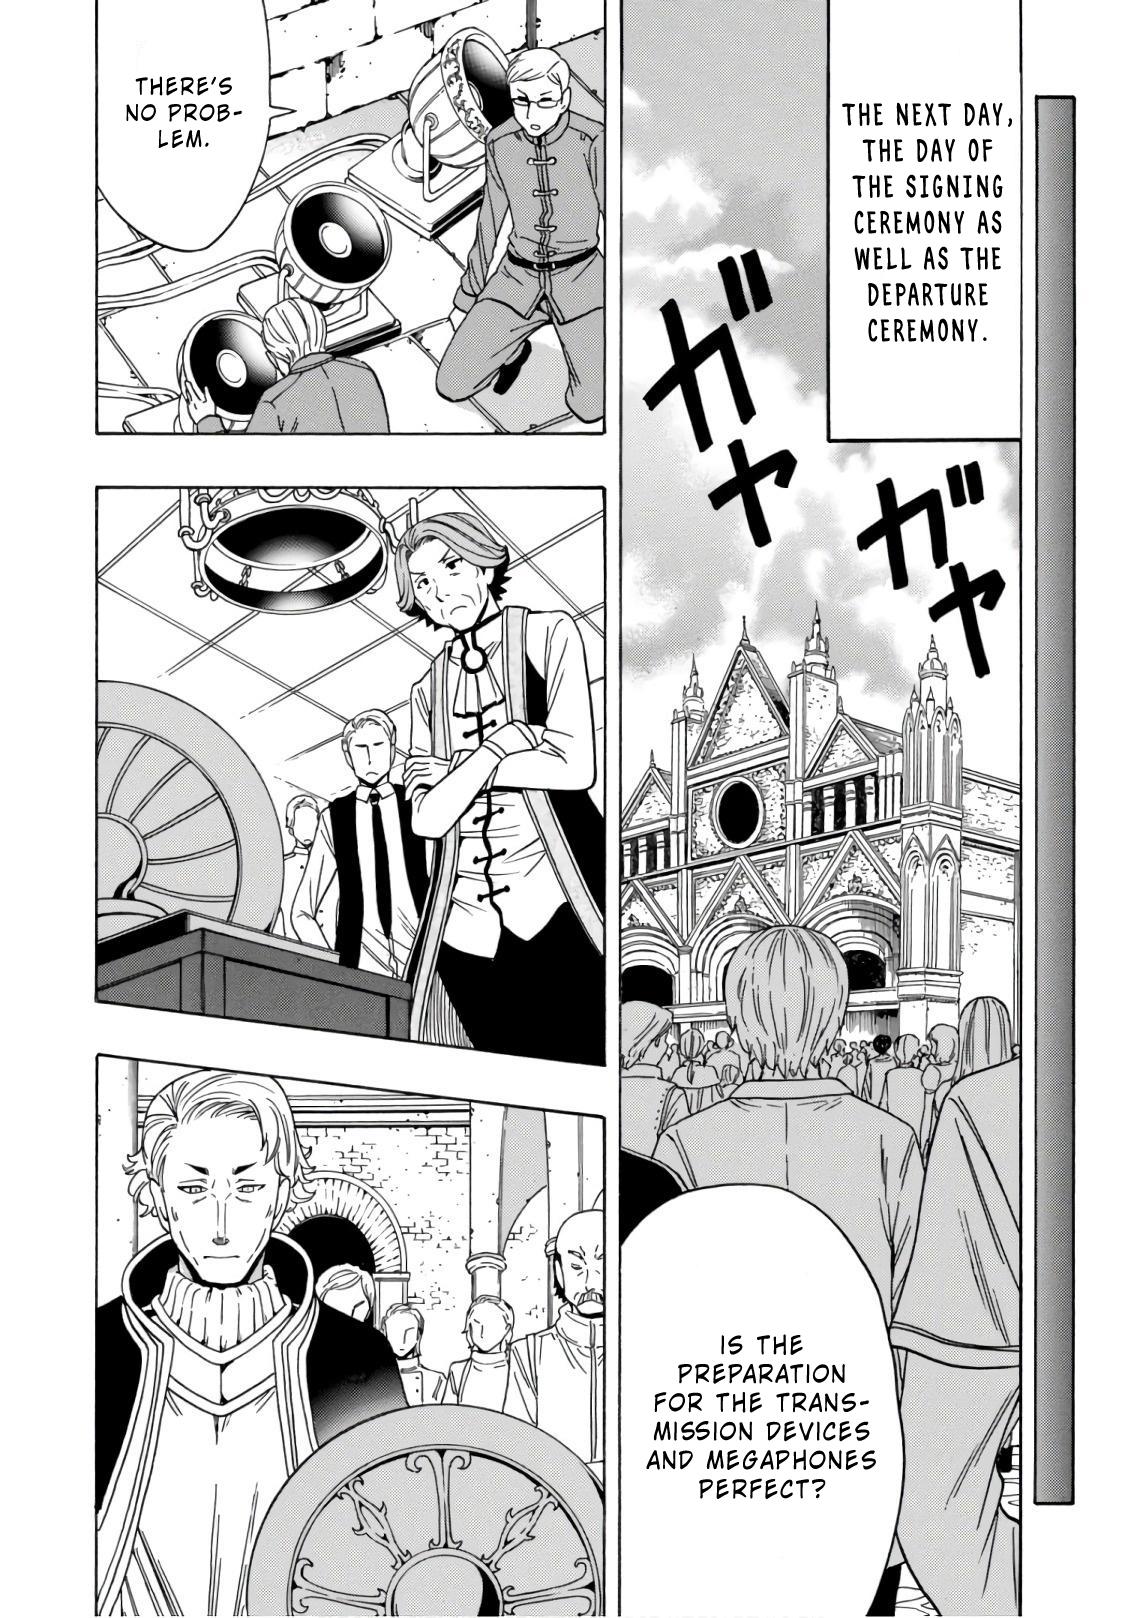 THE NEXT DAY,
THE DAY OF
THE SIGNING
CEREMONY AS
WELL AS THE
DEPARTURE
CEREMONY.
ガヤ
ガヤ
IS THE
PREPARATION
FOR THE TRANS-
MISSION DEVICES
AND MEGAPHONES
PERFECT?
THERE'S
NO PROB-
LEM.